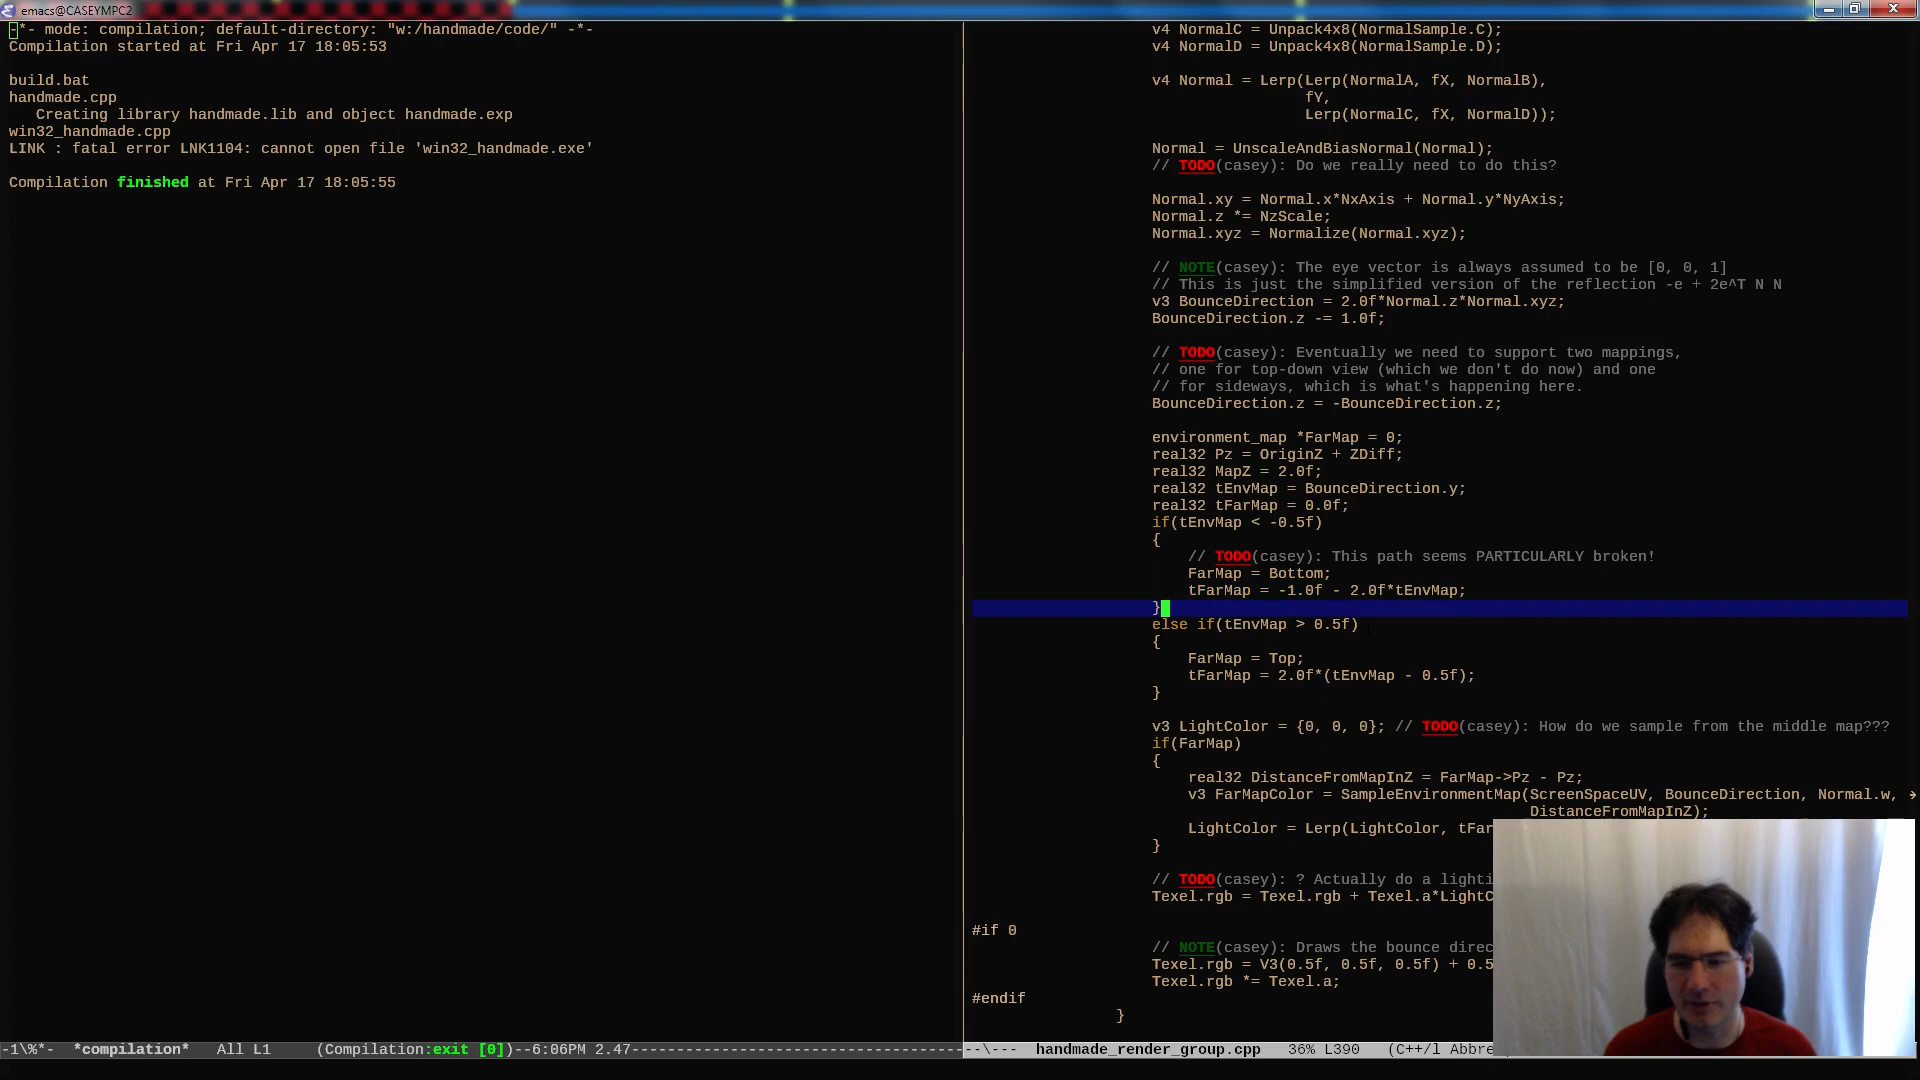 emacs@CASEYMPC2
-*- mode: compilation; default-directory: "w:/handmade/code/" -*-
Compilation started at Fri Apr 17 18:05:53
build.bat
handmade.cpp
   Creating library handmade.lib and object handmade.exp
win32_handmade.cpp
LINK : fatal error LNK1104: cannot open file 'win32_handmade.exe'
Compilation finished at Fri Apr 17 18:05:55
-1\%*-  *compilation*   All L1     (Compilation:exit [0])--6:06PM 2.47
v4 NormalC = Unpack4x8(NormalSample.C);
v4 NormalD = Unpack4x8(NormalSample.D);
v4 Normal = Lerp(Lerp(NormalA, fX, NormalB),
fY,
Lerp(NormalC, fX, NormalD));
Normal = UnscaleAndBiasNormal(Normal);
// TODO(casey): Do we really need to do this?
Normal.xy = Normal.x*NxAxis + Normal.y*NyAxis;
Normal.z *= NzScale;
Normal.xyz = Normalize(Normal.xyz);
// NOTE(casey): The eye vector is always assumed to be [0, 0, 1]
// This is just the simplified version of the reflection -e + 2e^T N N
v3 BounceDirection = 2.0f*Normal.z*Normal.xyz;
BounceDirection.z -= 1.0f;
// TODO(casey): Eventually we need to support two mappings,
// one for top-down view (which we don't do now) and one
// for sideways, which is what's happening here.
BounceDirection.z = -BounceDirection.z;
environment_map *FarMap = 0;
real32 Pz = OriginZ + ZDiff;
real32 MapZ = 2.0f;
real32 tEnvMap = BounceDirection.y;
real32 tFarMap = 0.0f;
if(tEnvMap < -0.5f)
{
// TODO(casey): This path seems PARTICULARLY broken!
FarMap = Bottom;
tFarMap = -1.0f - 2.0f*tEnvMap;
}
else if(tEnvMap > 0.5f)
{
FarMap = Top;
tFarMap = 2.0f*(tEnvMap - 0.5f);
}
v3 LightColor = {0, 0, 0}; // TODO(casey): How do we sample from the middle map???
if(FarMap)
{
real32 DistanceFromMapInZ = FarMap->Pz - Pz;
v3 FarMapColor = SampleEnvironmentMap(ScreenSpaceUV, BounceDirection, Normal.w,
DistanceFromMapInZ);
LightColor = Lerp(LightColor, tFar
}
// TODO(casey): ? Actually do a lighti
Texel.rgb = Texel.rgb + Texel.a*LightC
#if 0
// NOTE(casey): Draws the bounce direc
Texel.rgb = V3(0.5f, 0.5f, 0.5f) + 0.5
Texel.rgb *= Texel.a;
#endif
}
--\---  handmade_render_group.cpp   36% L390   (C++/l Abbre